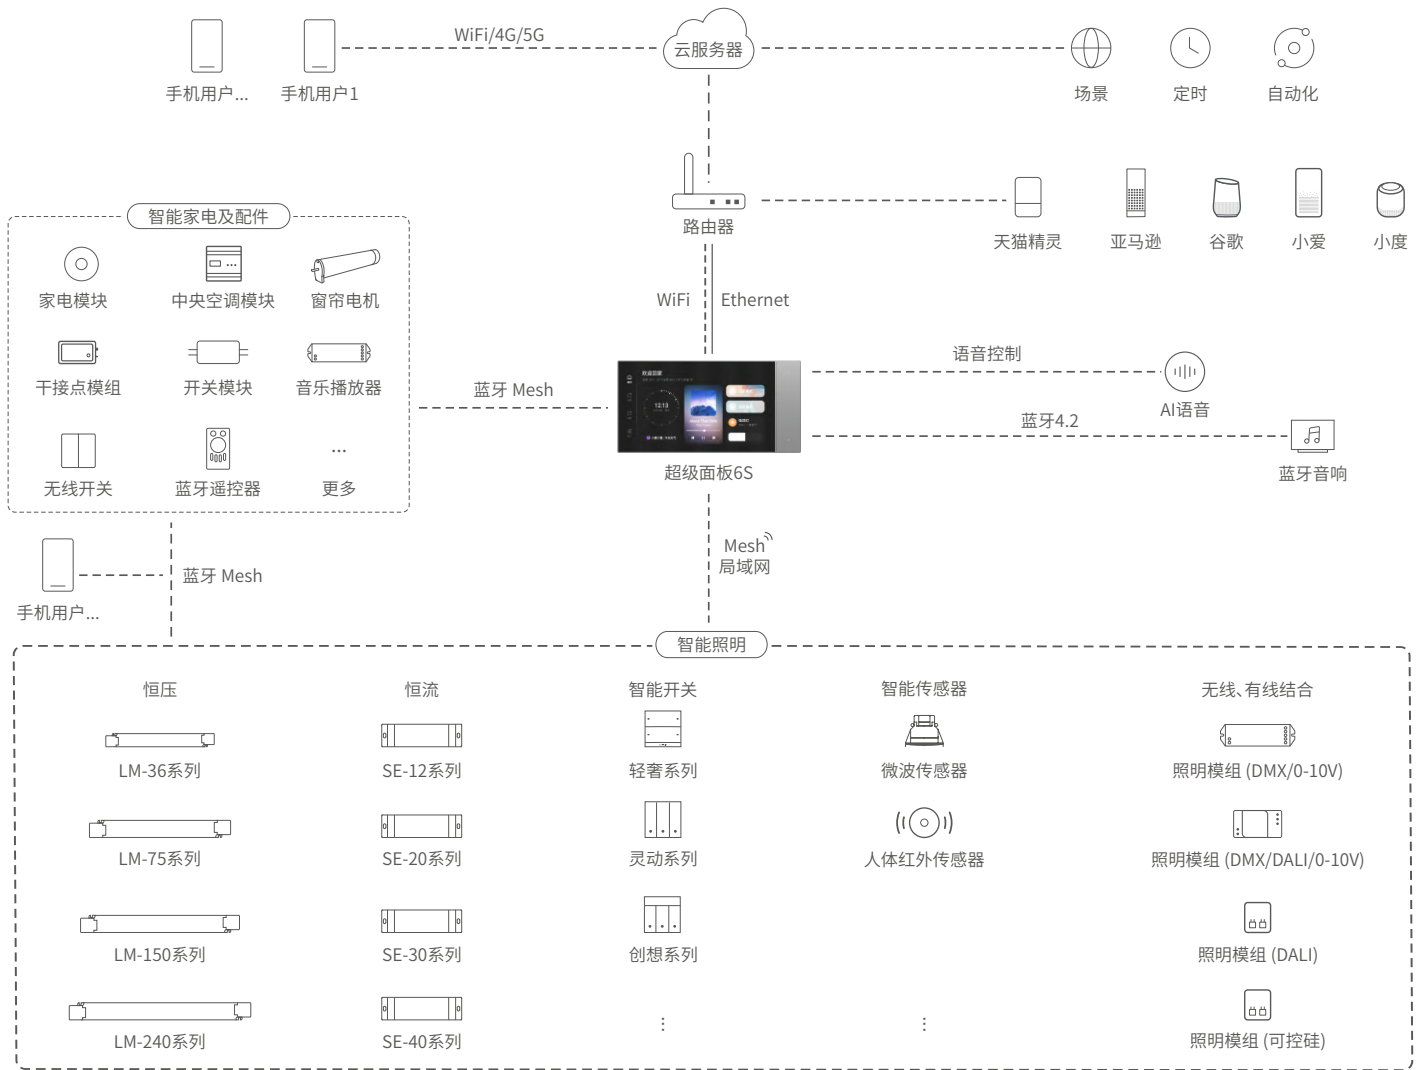 WiFi/4G/5G
云服务器
手机用户...
手机用户1
场景
定时
自动化
路由器
天猫精灵
亚马逊
谷歌
小爱
小度
智能家电及配件
家电模块
中央空调模块
窗帘电机
干接点模组
开关模块
音乐播放器
无线开关
蓝牙遥控器
...
更多
WiFi
Ethernet
蓝牙 Mesh
欢迎回家
12:13
超级面板6S
语音控制
AI语音
蓝牙4.2
蓝牙音响
手机用户...
蓝牙 Mesh
Mesh
局域网
智能照明
恒压
恒流
智能开关
智能传感器
无线、有线结合
LM-36系列
SE-12系列
轻奢系列
微波传感器
照明模组 (DMX/0-10V)
LM-75系列
SE-20系列
灵动系列
人体红外传感器
照明模组 (DMX/DALI/0-10V)
LM-150系列
SE-30系列
创想系列
照明模组 (DALI)
LM-240系列
SE-40系列
⋮
⋮
照明模组 (可控硅)